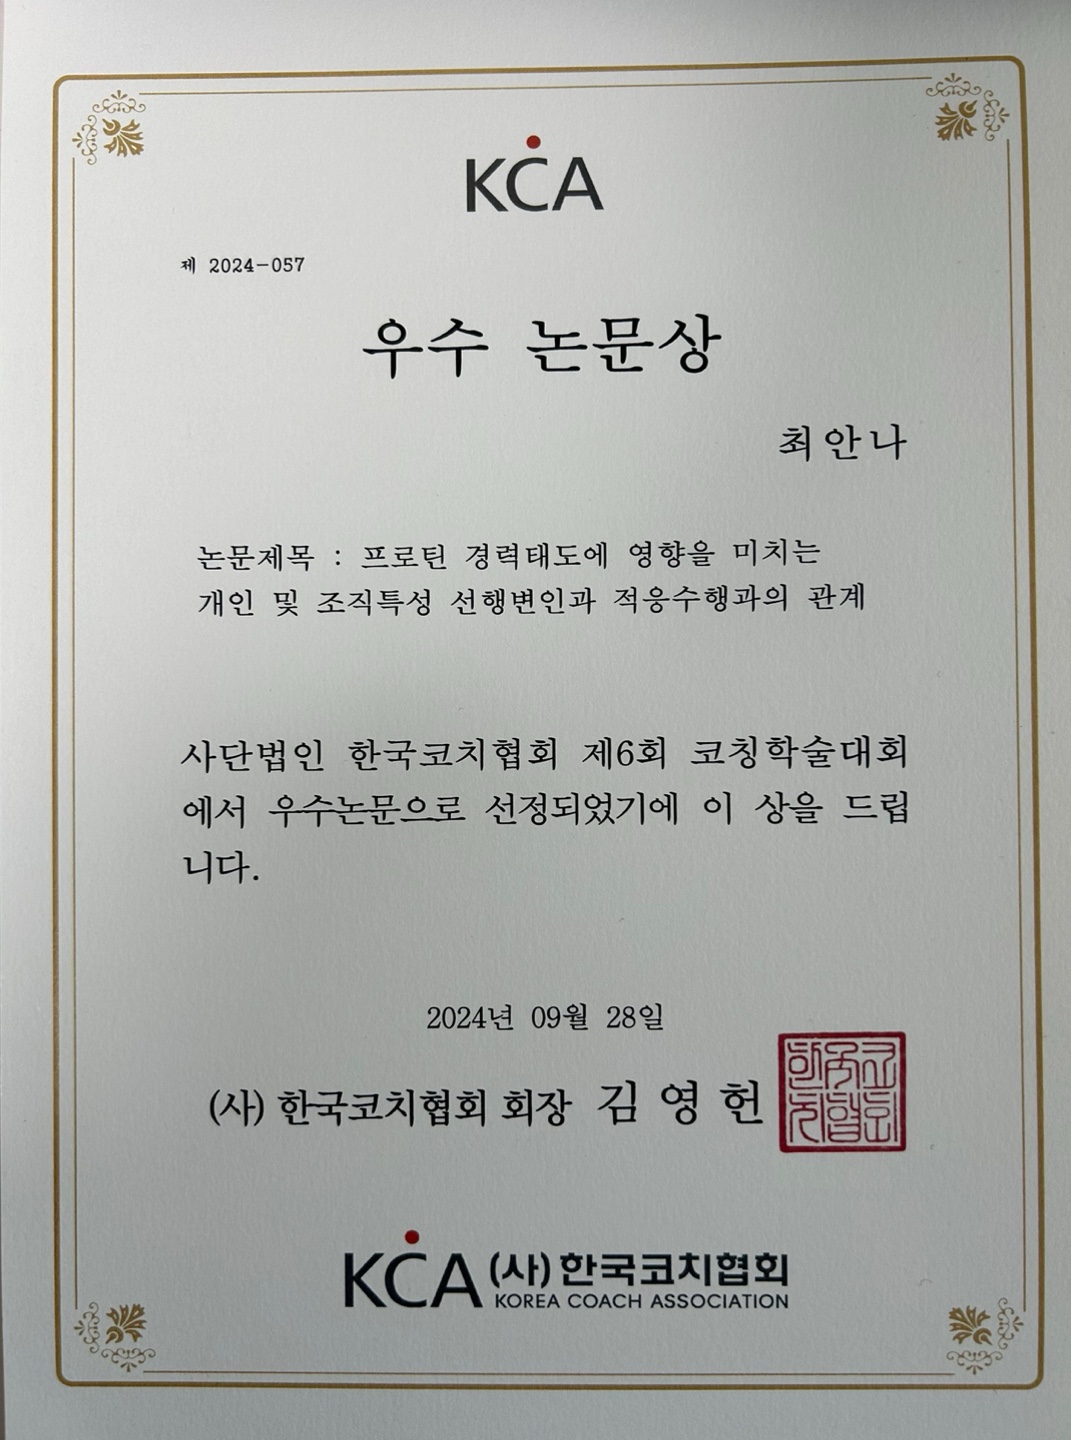 KCA
제 2024-057
우수 논문상
최안나
논문제목 : 프로틴 경력태도에 영향을 미치는
개인 및 조직특성 선행변인과 적응수행과의 관계
사단법인 한국코치협회 제6회 코칭학술대회
에서 우수논문으로 선정되었기에 이 상을 드립
니다.
2024년 09월 28일
(사) 한국코치협회 회장 김영헌
한국코
치협회
KCA (사)한국코치협회
KOREA COACH ASSOCIATION